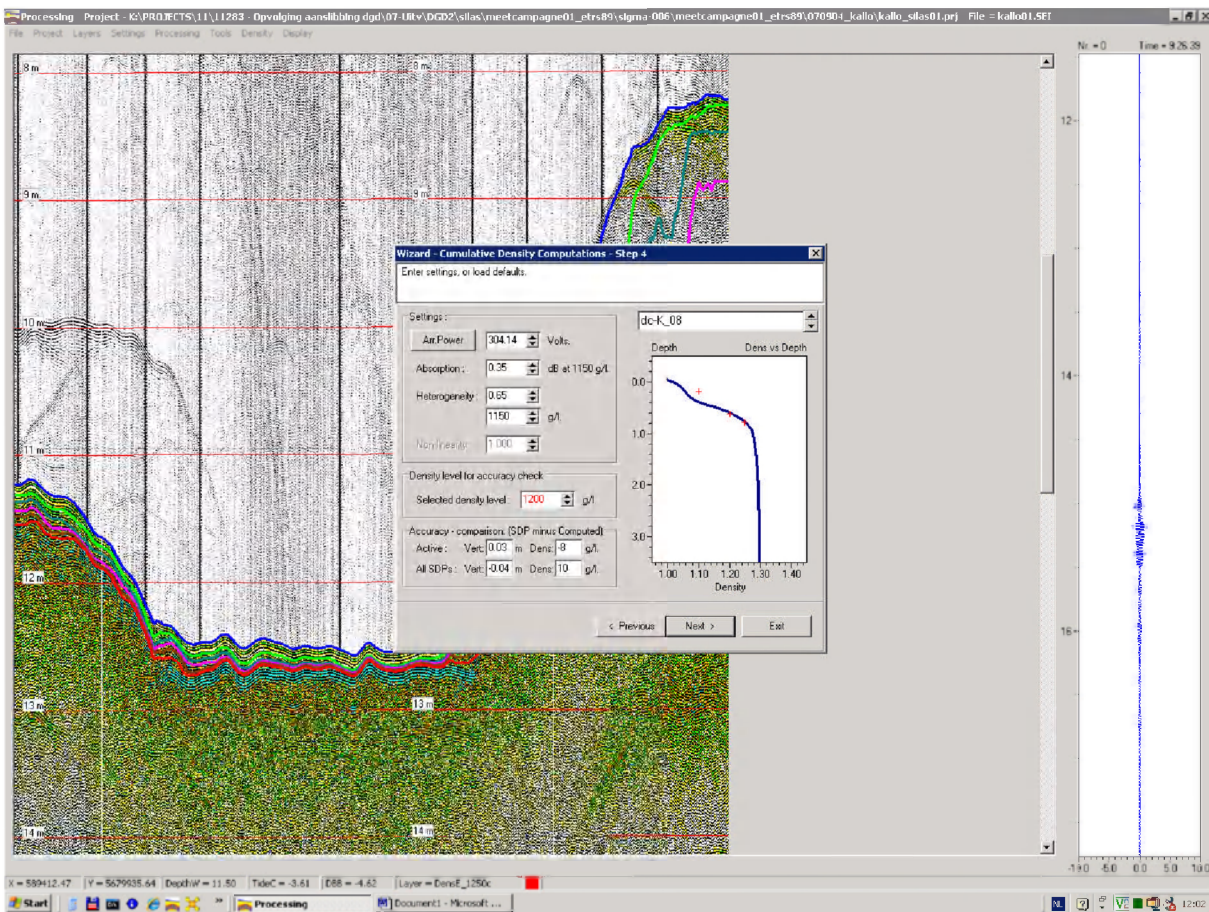 Processing Project - K:\PROJECTS\11\11283 - Opvolging aanslibbing dgd\07-Uitv\DGD2\silas\meetcampagne01_etrs89\sigma-006\meetcampagne01_etrs89\070904_kallo\kallo_silas01.prj File = kallo01.SEI
File Project Layers Settings Processing Tools Density Display
Nr. = 0 Time = 9:26.39
8 m 8 m
9 m 9 m
10 m
11 m
12 m
13 m 13 m
14 m 14 m
Wizard - Cumulative Density Computations - Step 4
Enter settings, or load defaults.
Settings :
Arr.Power 304.14 Volts.
Absorption : 0.35 dB at 1150 g/l.
Heterogeneity : 0.65
1150 g/l.
Nonlinearity : 1.000
Density level for accuracy check
Selected density level : 1200 g/l
Accuracy - comparison: (SDP minus Computed)
Active : Vert: 0.03 m Dens: -8 g/l.
All SDPs : Vert: -0.04 m Dens: 10 g/l.
dc-K_08
Depth Dens vs Depth
0.0
1.0
2.0
3.0
1.00 1.10 1.20 1.30 1.40
Density
< Previous Next > Exit
12
14
16
-10.0 -5.0 0.0 5.0 10.0
X = 589412.47 Y = 5679935.64 DepthW = 11.50 TideC = -3.61 DBB = -4.62 Layer = DensE_1250c
Start Processing Document1 - Microsoft ... NL 12:02